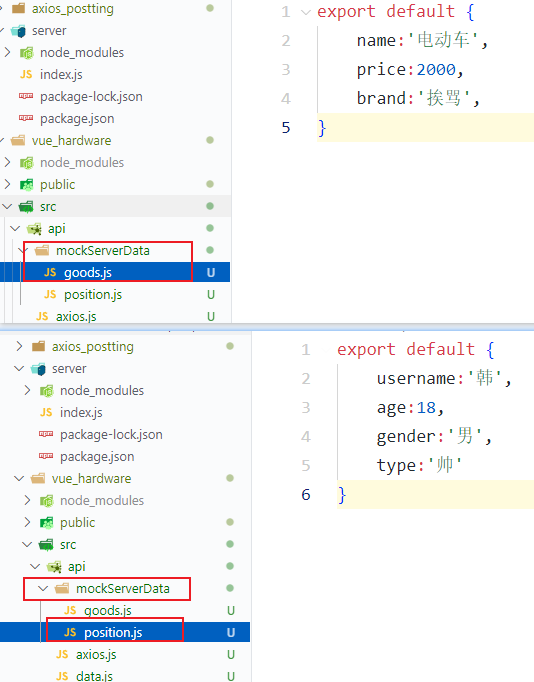 axios_postting
server
node_modules
JS index.js
package-lock.json
package.json
vue_hardware
node_modules
public
src
api
mockServerData
JS goods.js U
JS position.js U
JS axios.js U
1 export default {
2 name:'电动车',
3 price:2000,
4 brand:'挨骂',
5 }
axios_postting
server
node_modules
JS index.js
package-lock.json
package.json
vue_hardware
node_modules
public
src
api
mockServerData
JS goods.js U
JS position.js U
JS axios.js U
JS data.js U
1 export default {
2 username:'韩',
3 age:18,
4 gender:'男',
5 type:'帅'
6 }